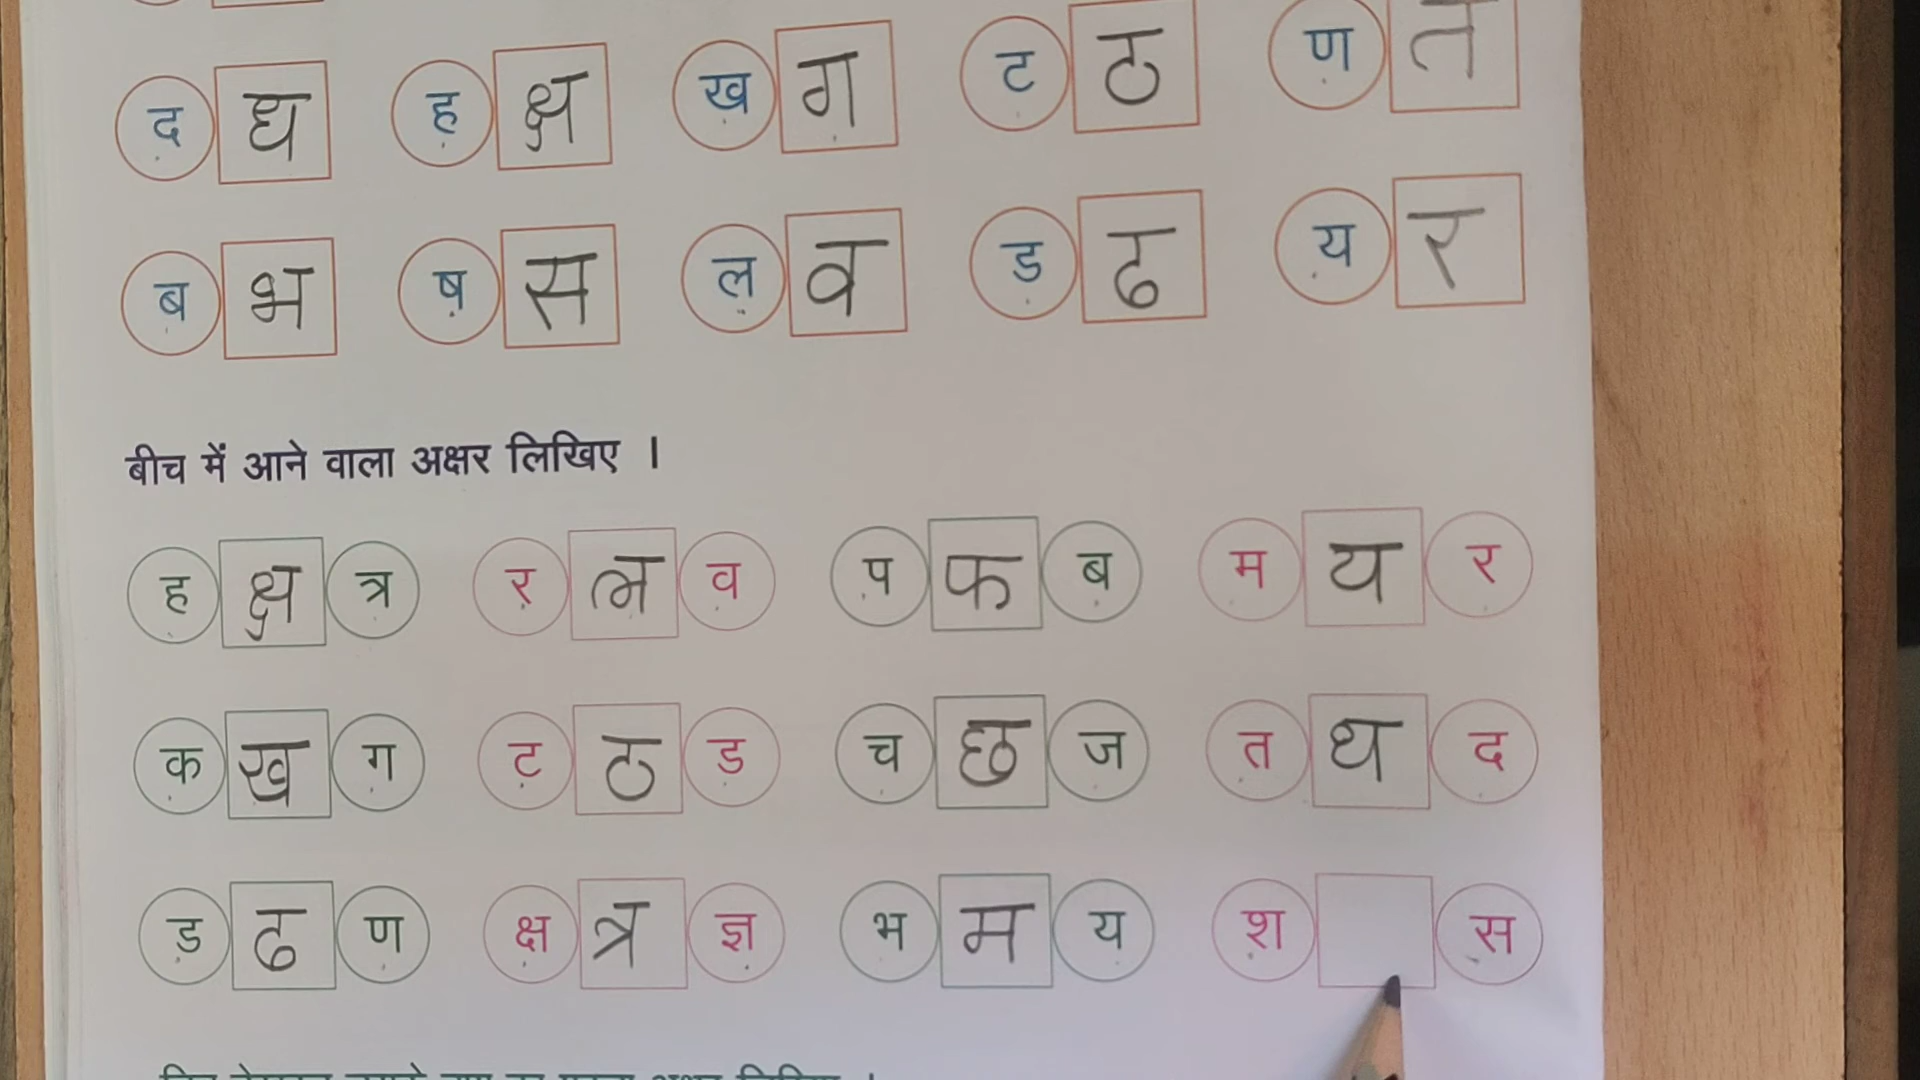 द ध ह क्ष ख ग ट ठ ण त
ब भ ष स ल व ड ढ य र
बीच में आने वाला अक्षर लिखिए ।
ह क्ष त्र र ल व प फ ब म य र
क ख ग ट ठ ड च छ ज त थ द
ड ढ ण क्ष त्र ज्ञ भ म य श स